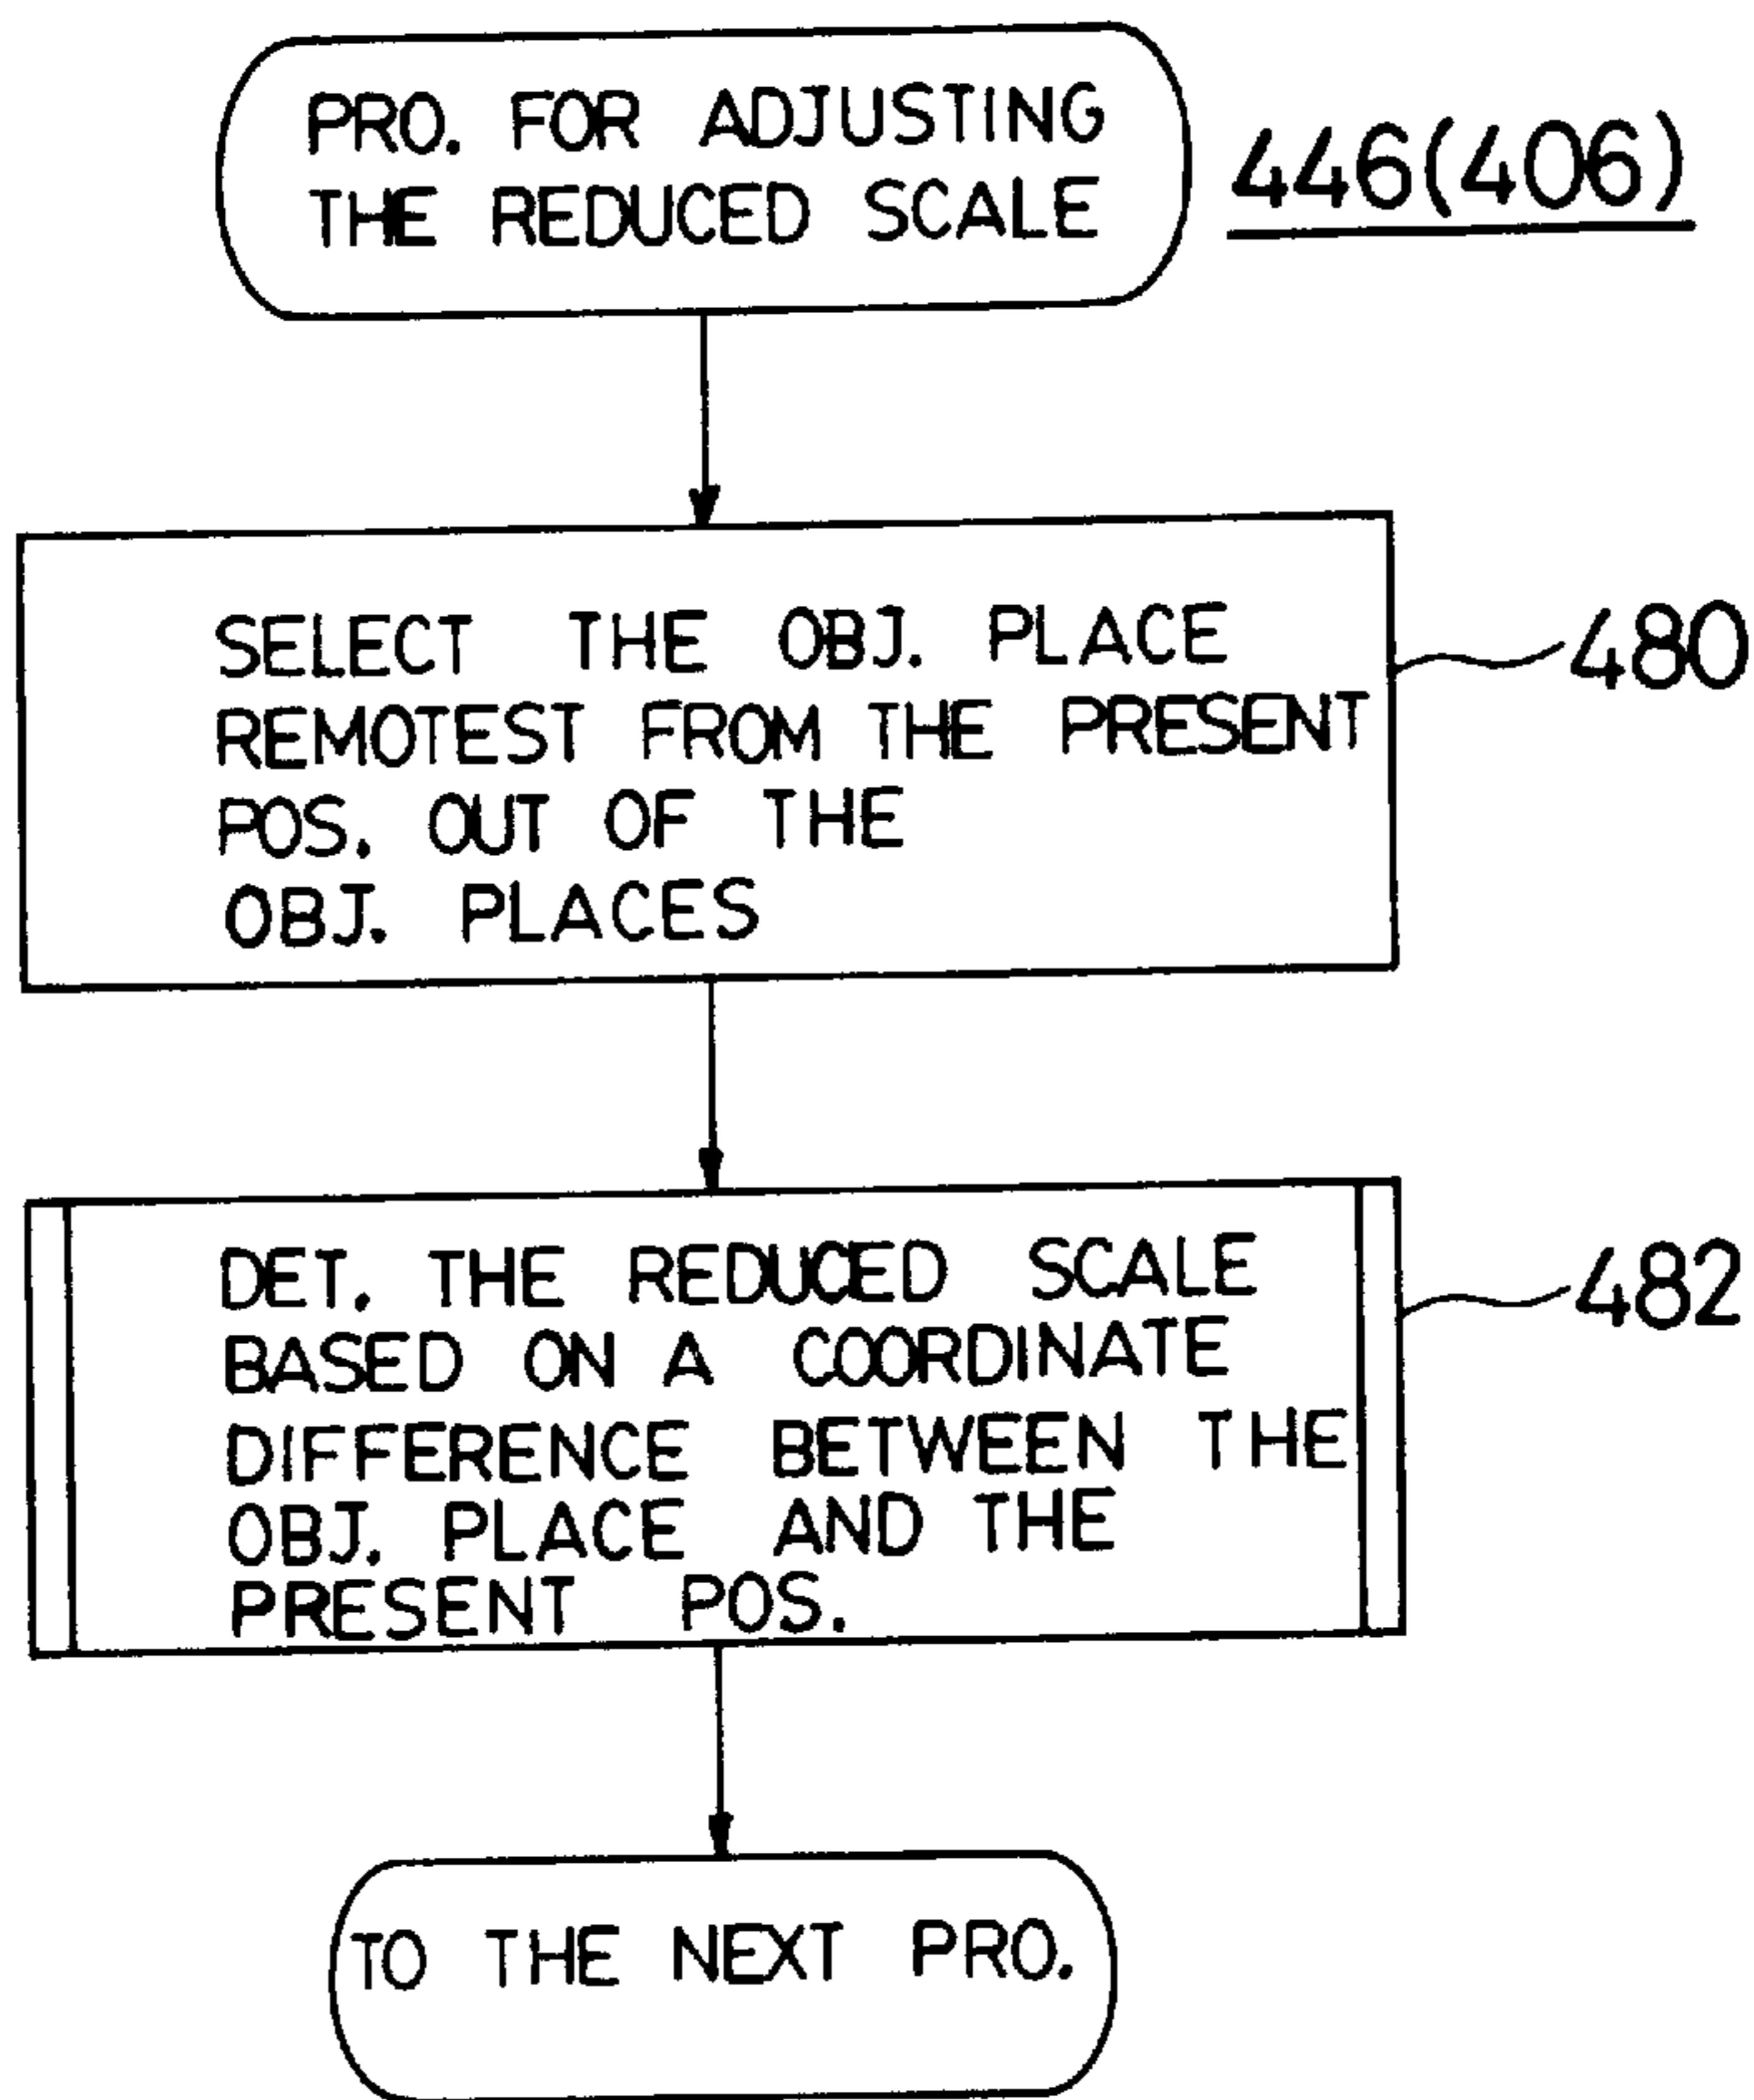 PRO. FOR ADJUSTING
THE REDUCED SCALE
446(406)
SELECT THE OBJ. PLACE
REMOTEST FROM THE PRESENT
POS. OUT OF THE
OBJ. PLACES
480
DET. THE REDUCED SCALE
BASED ON A COORDINATE
DIFFERENCE BETWEEN THE
OBJ. PLACE AND THE
PRESENT POS.
482
TO THE NEXT PRO.